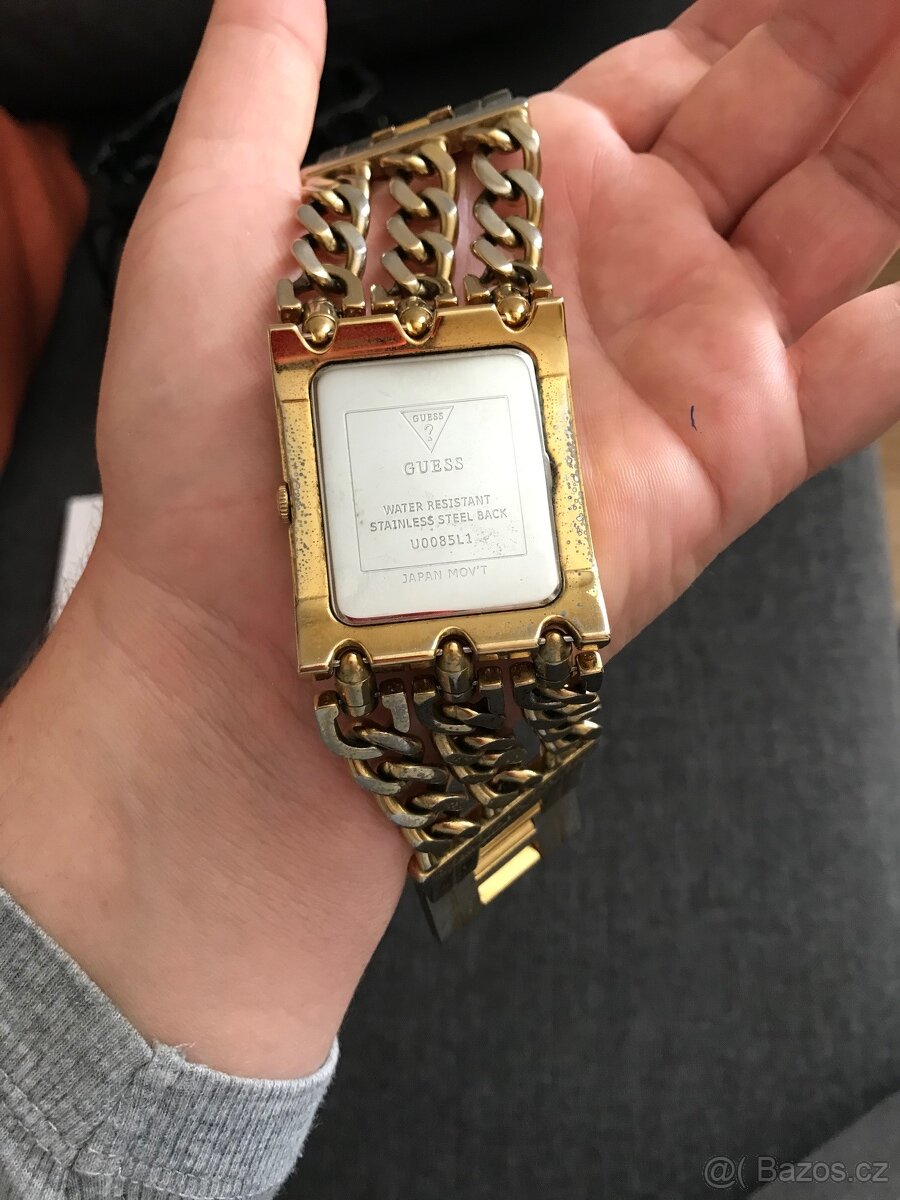 GUESS
?
GUESS
WATER RESISTANT
STAINLESS STEEL BACK
U0085L1
JAPAN MOV'T
@( Bazos.cz